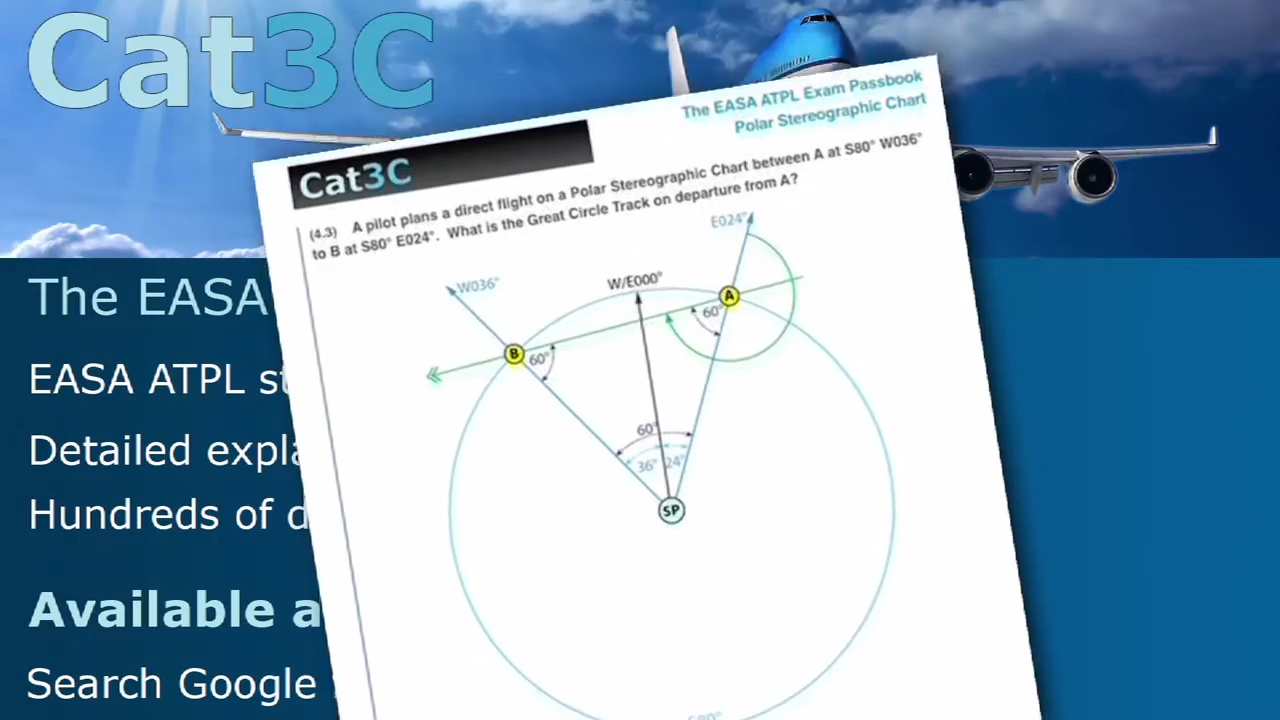 Cat3C
The EASA ATPL Exam Passbook
Polar Stereographic Chart
Cat3C
(4.3) A pilot plans a direct flight on a Polar Stereographic Chart between A at S80° W036°
to B at S80° E024°. What is the Great Circle Track on departure from A?
E024°
W036°
W/E000°
A
60°
B
60°
60°
36° 24°
SP
The EASA
EASA ATPL
Detailed
Hundreds of
Available
Search Google